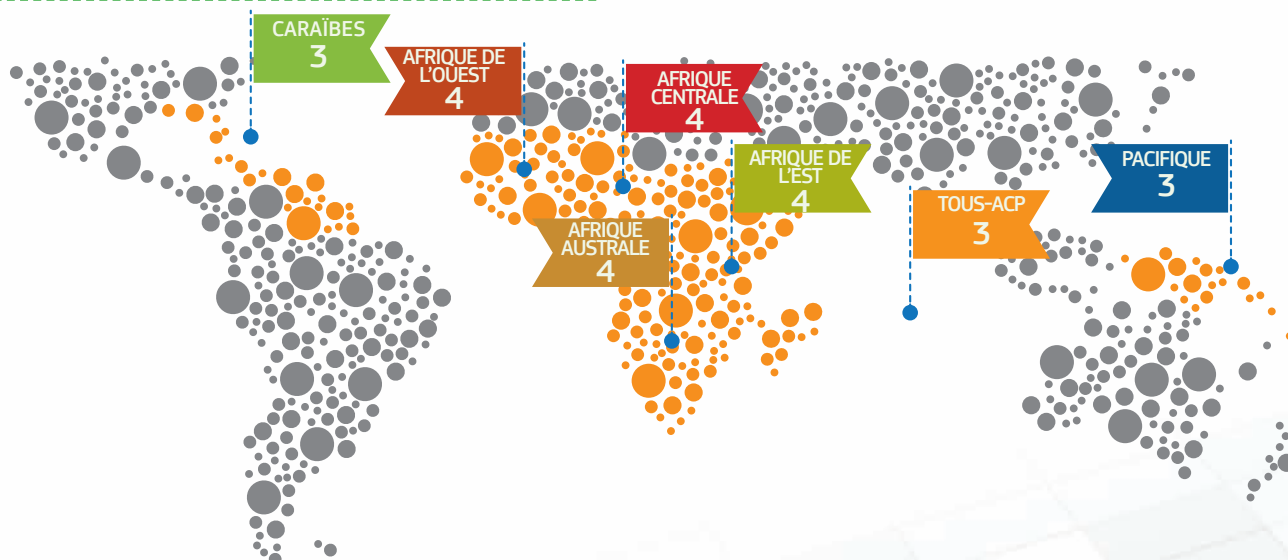 CARAÏBES
3
AFRIQUE DE
L'OUEST
4
AFRIQUE
CENTRALE
4
AFRIQUE DE
L'EST
4
PACIFIQUE
3
TOUS-ACP
3
AFRIQUE
AUSTRALE
4